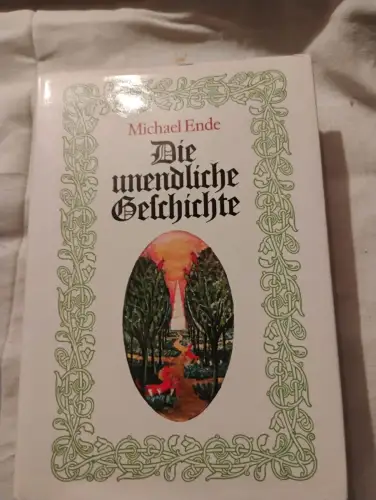 Michael Ende
Die
unendliche
Geschichte